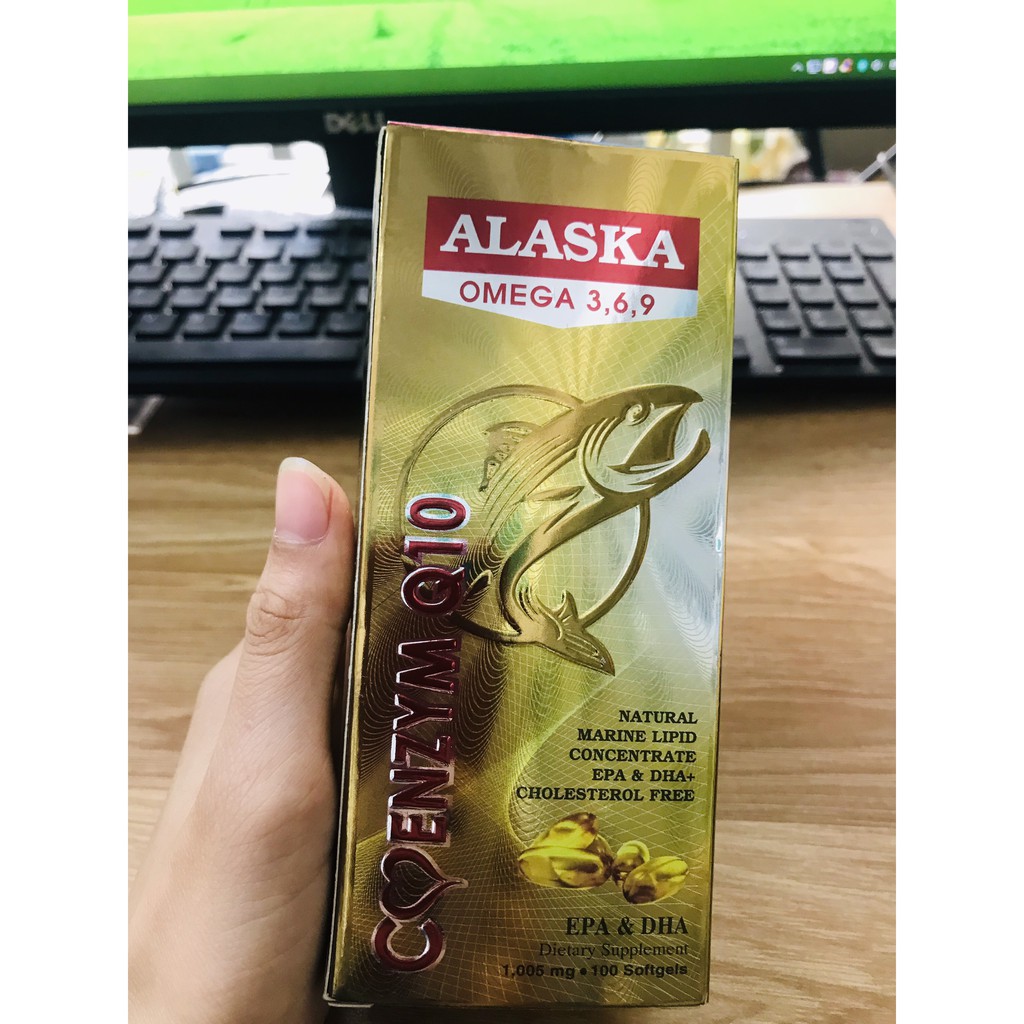 DELL
ALASKA
OMEGA 3,6,9
COENZYM Q10
NATURAL
MARINE LIPID
CONCENTRATE
EPA & DHA+
CHOLESTEROL FREE
EPA & DHA
Dietary Supplement
1,005 mg • 100 Softgels